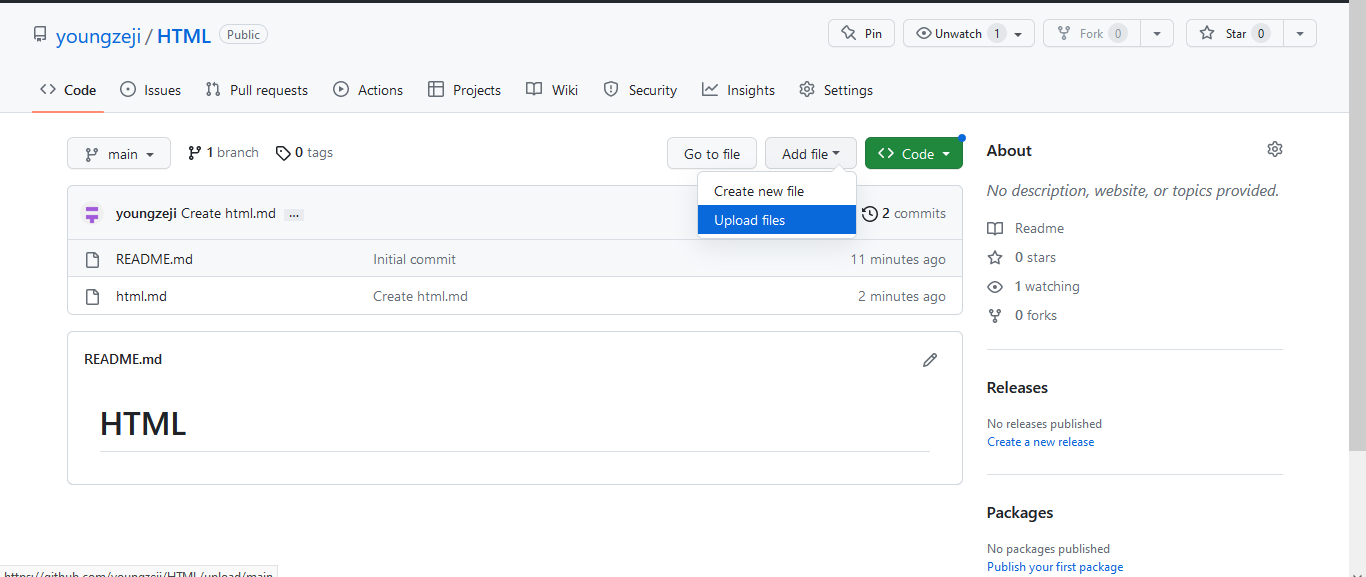 youngzeji / HTML Public
Pin Unwatch 1 Fork 0 Star 0
Code Issues Pull requests Actions Projects Wiki Security Insights Settings
main 1 branch 0 tags Go to file Add file Code
Create new file
Upload files
youngzeji Create html.md ... 2 commits
README.md Initial commit 11 minutes ago
html.md Create html.md 2 minutes ago
README.md
HTML
About
No description, website, or topics provided.
Readme
0 stars
1 watching
0 forks
Releases
No releases published
Create a new release
Packages
No packages published
Publish your first package
https://github.com/youngzeji/HTML/upload/main